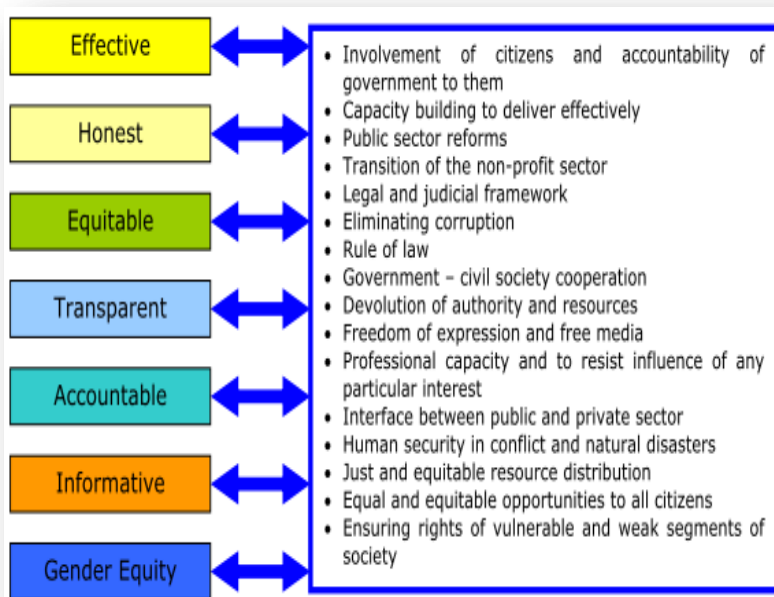 Effective
Honest
Equitable
Transparent
Accountable
Informative
Gender Equity
• Involvement of citizens and accountability of
government to them
• Capacity building to deliver effectively
• Public sector reforms
• Transition of the non-profit sector
• Legal and judicial framework
• Eliminating corruption
• Rule of law
• Government – civil society cooperation
• Devolution of authority and resources
• Freedom of expression and free media
• Professional capacity and to resist influence of any
particular interest
• Interface between public and private sector
• Human security in conflict and natural disasters
• Just and equitable resource distribution
• Equal and equitable opportunities to all citizens
• Ensuring rights of vulnerable and weak segments of
society